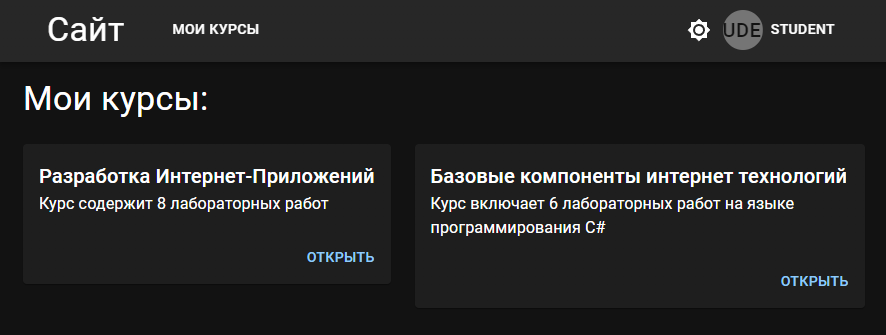 Сайт
МОИ КУРСЫ
UDE
STUDENT
Мои курсы:
Разработка Интернет-Приложений
Курс содержит 8 лабораторных работ
ОТКРЫТЬ
Базовые компоненты интернет технологий
Курс включает 6 лабораторных работ на языке
программирования C#
ОТКРЫТЬ